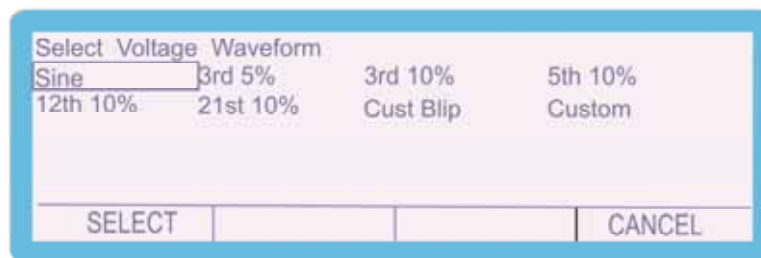 Select Voltage Waveform
Sine 3rd 5% 3rd 10% 5th 10%
12th 10% 21st 10% Cust Blip Custom
SELECT CANCEL